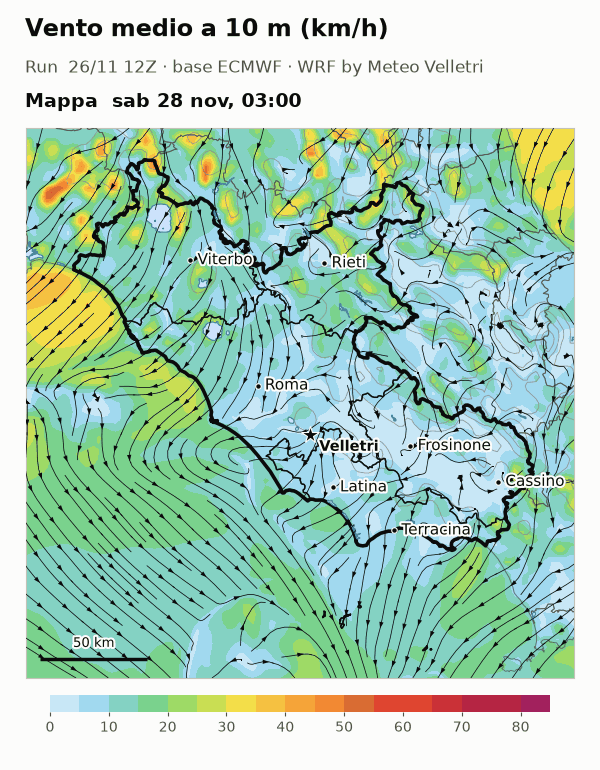 Vento medio a 10 m (km/h)
Run  26/11 12Z · base ECMWF · WRF by Meteo Velletri
Mappa  sab 28 nov, 03:00
Viterbo
Rieti
Roma
Velletri
Frosinone
Cassino
Latina
Terracina
50 km
0 10 20 30 40 50 60 70 80